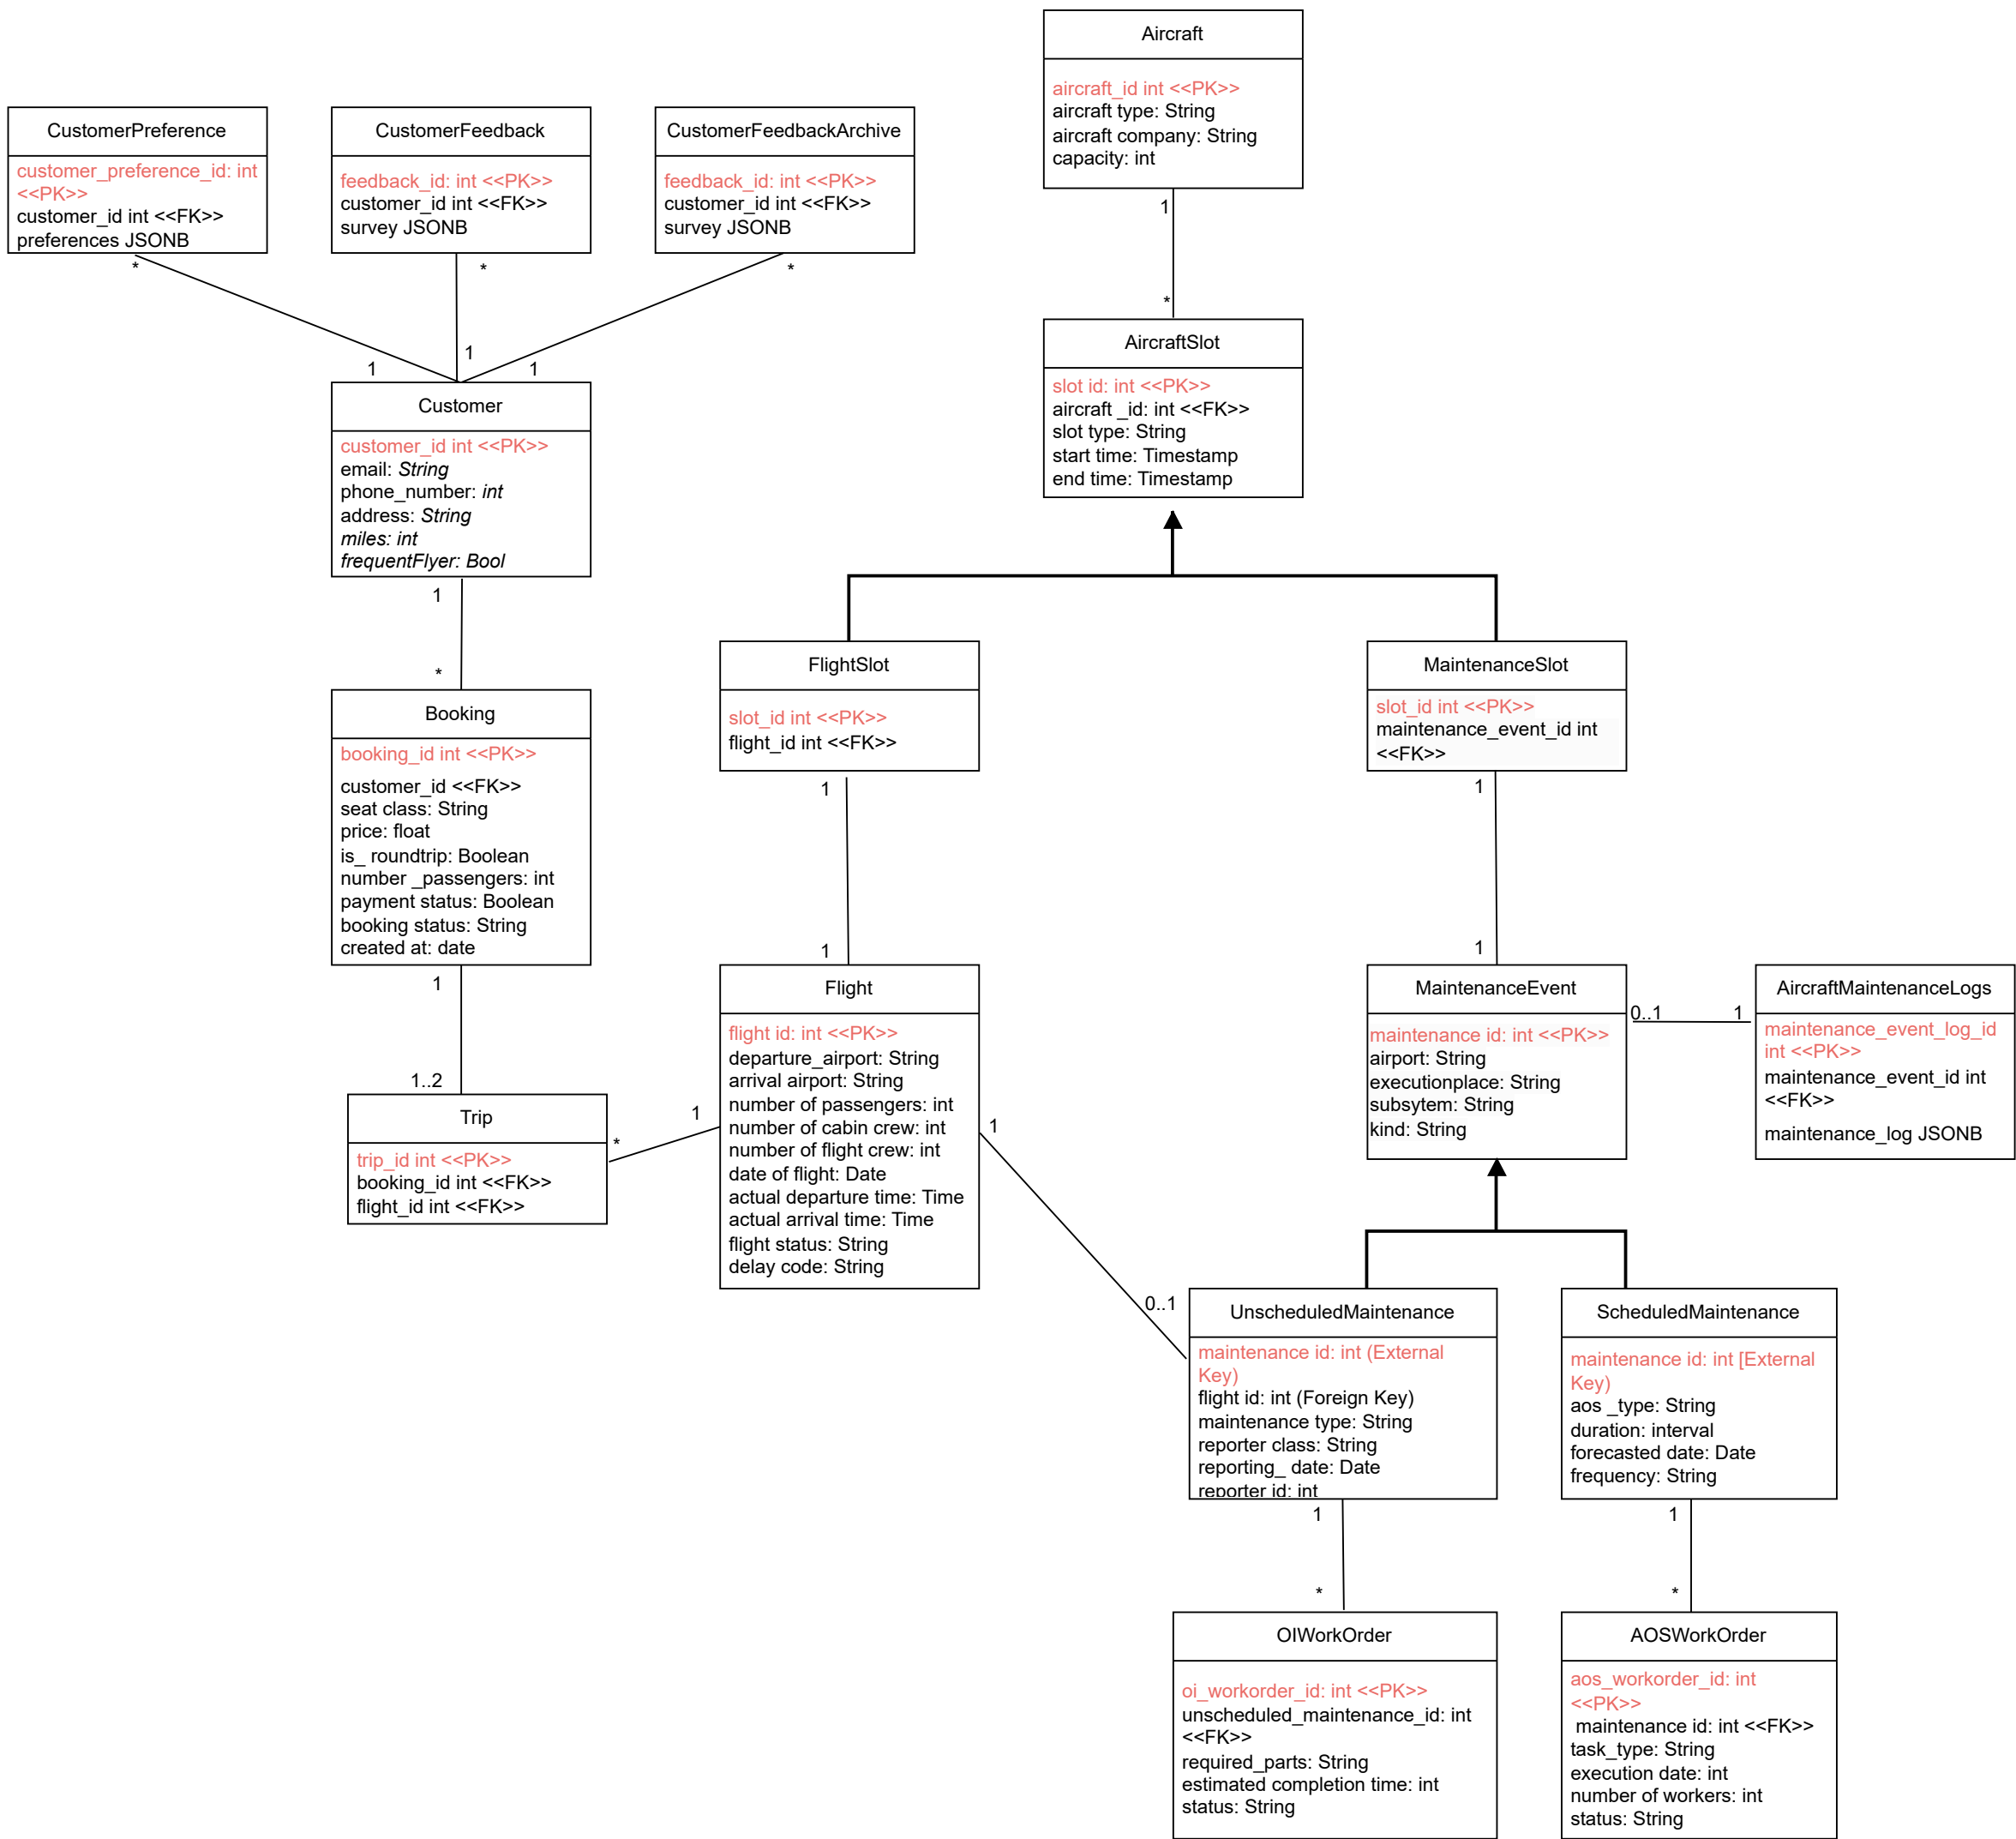 Aircraft
aircraft_id int <<PK>>
aircraft type: String
aircraft company: String
capacity: int
1
*
CustomerPreference
customer_preference_id: int
<<PK>>
customer_id int <<FK>>
preferences JSONB
*
CustomerFeedback
feedback_id: int <<PK>>
customer_id int <<FK>>
survey JSONB
*
CustomerFeedbackArchive
feedback_id: int <<PK>>
customer_id int <<FK>>
survey JSONB
*
1
1
1
AircraftSlot
slot id: int <<PK>>
aircraft _id: int <<FK>>
slot type: String
start time: Timestamp
end time: Timestamp
Customer
customer_id int <<PK>>
email: String
phone_number: int
address: String
miles: int
frequentFlyer: Bool
1
*
FlightSlot
slot_id int <<PK>>
flight_id int <<FK>>
1
1
MaintenanceSlot
slot_id int <<PK>>
maintenance_event_id int
<<FK>>
1
1
Booking
booking_id int <<PK>>
customer_id <<FK>>
seat class: String
price: float
is_ roundtrip: Boolean
number _passengers: int
payment status: Boolean
booking status: String
created at: date
1
1..2
Trip
trip_id int <<PK>>
booking_id int <<FK>>
flight_id int <<FK>>
*
1
Flight
flight id: int <<PK>>
departure_airport: String
arrival airport: String
number of passengers: int
number of cabin crew: int
number of flight crew: int
date of flight: Date
actual departure time: Time
actual arrival time: Time
flight status: String
delay code: String
1
0..1
MaintenanceEvent
maintenance id: int <<PK>>
airport: String
executionplace: String
subsytem: String
kind: String
0..1
1
AircraftMaintenanceLogs
maintenance_event_log_id
int <<PK>>
maintenance_event_id int
<<FK>>
maintenance_log JSONB
UnscheduledMaintenance
maintenance id: int (External
Key)
flight id: int (Foreign Key)
maintenance type: String
reporter class: String
reporting_ date: Date
reporter id: int
1
*
ScheduledMaintenance
maintenance id: int [External
Key)
aos _type: String
duration: interval
forecasted date: Date
frequency: String
1
*
OIWorkOrder
oi_workorder_id: int <<PK>>
unscheduled_maintenance_id: int
<<FK>>
required_parts: String
estimated completion time: int
status: String
AOSWorkOrder
aos_workorder_id: int
<<PK>>
maintenance id: int <<FK>>
task_type: String
execution date: int
number of workers: int
status: String